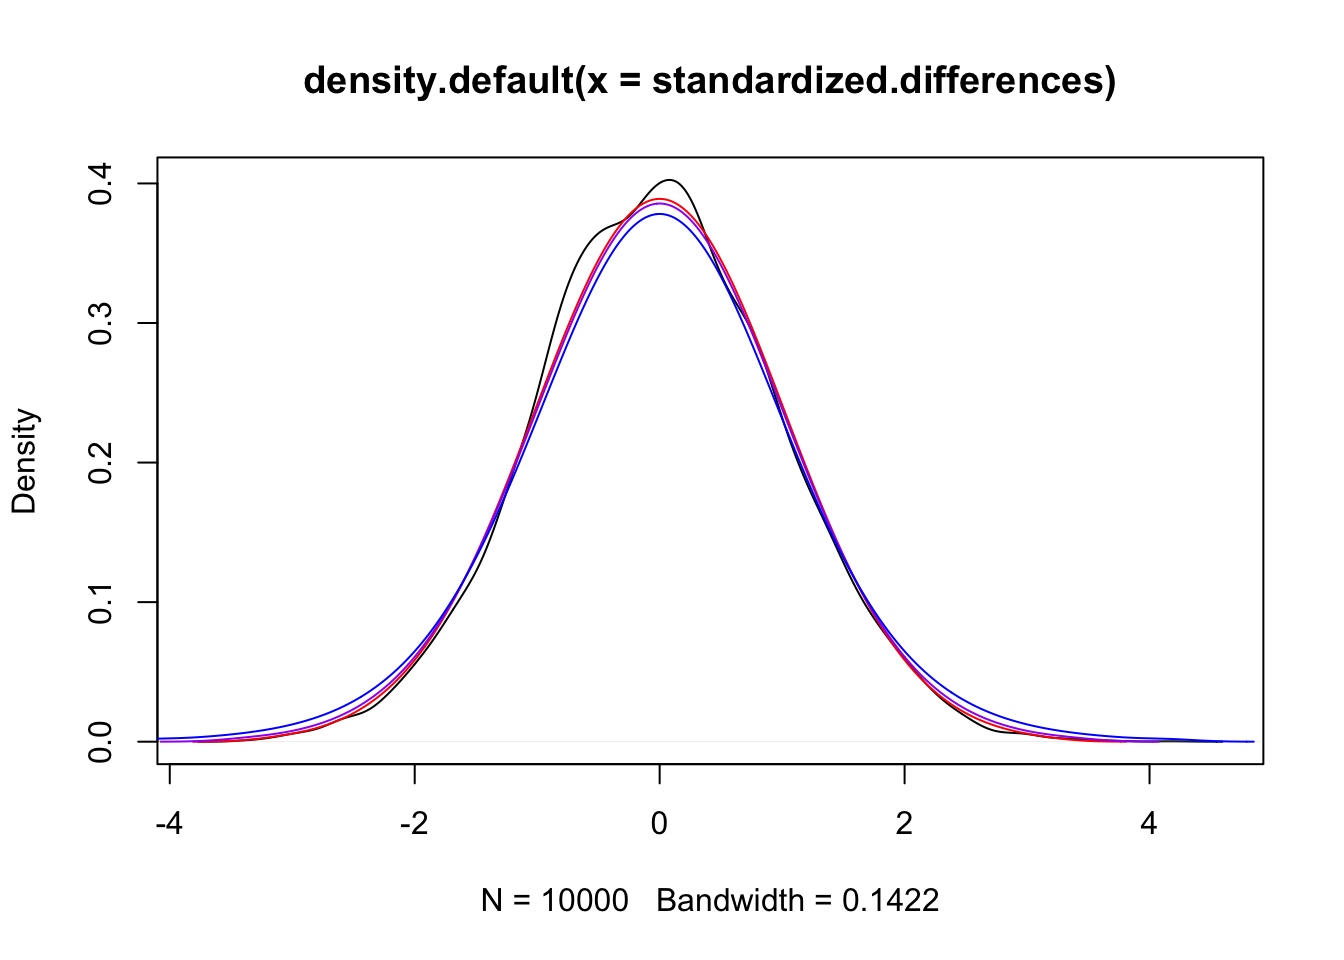 density.default(x = standardized.differences)
0.4
0.3
0.2
0.1
0.0
Density
-4 -2 0 2 4
N = 10000 Bandwidth = 0.1422